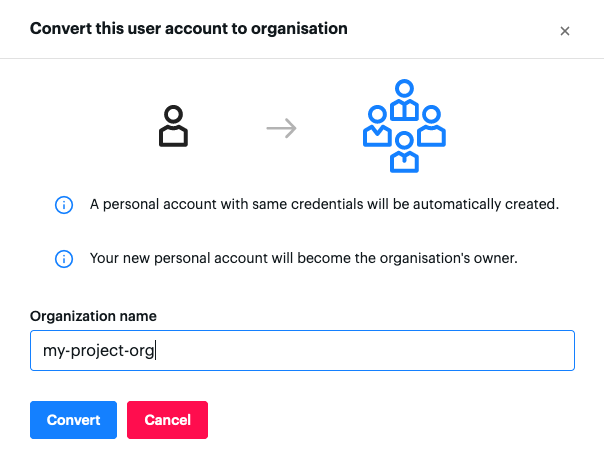 Convert this user account to organisation
A personal account with same credentials will be automatically created.
Your new personal account will become the organisation's owner.
Organization name
my-project-org
Convert
Cancel